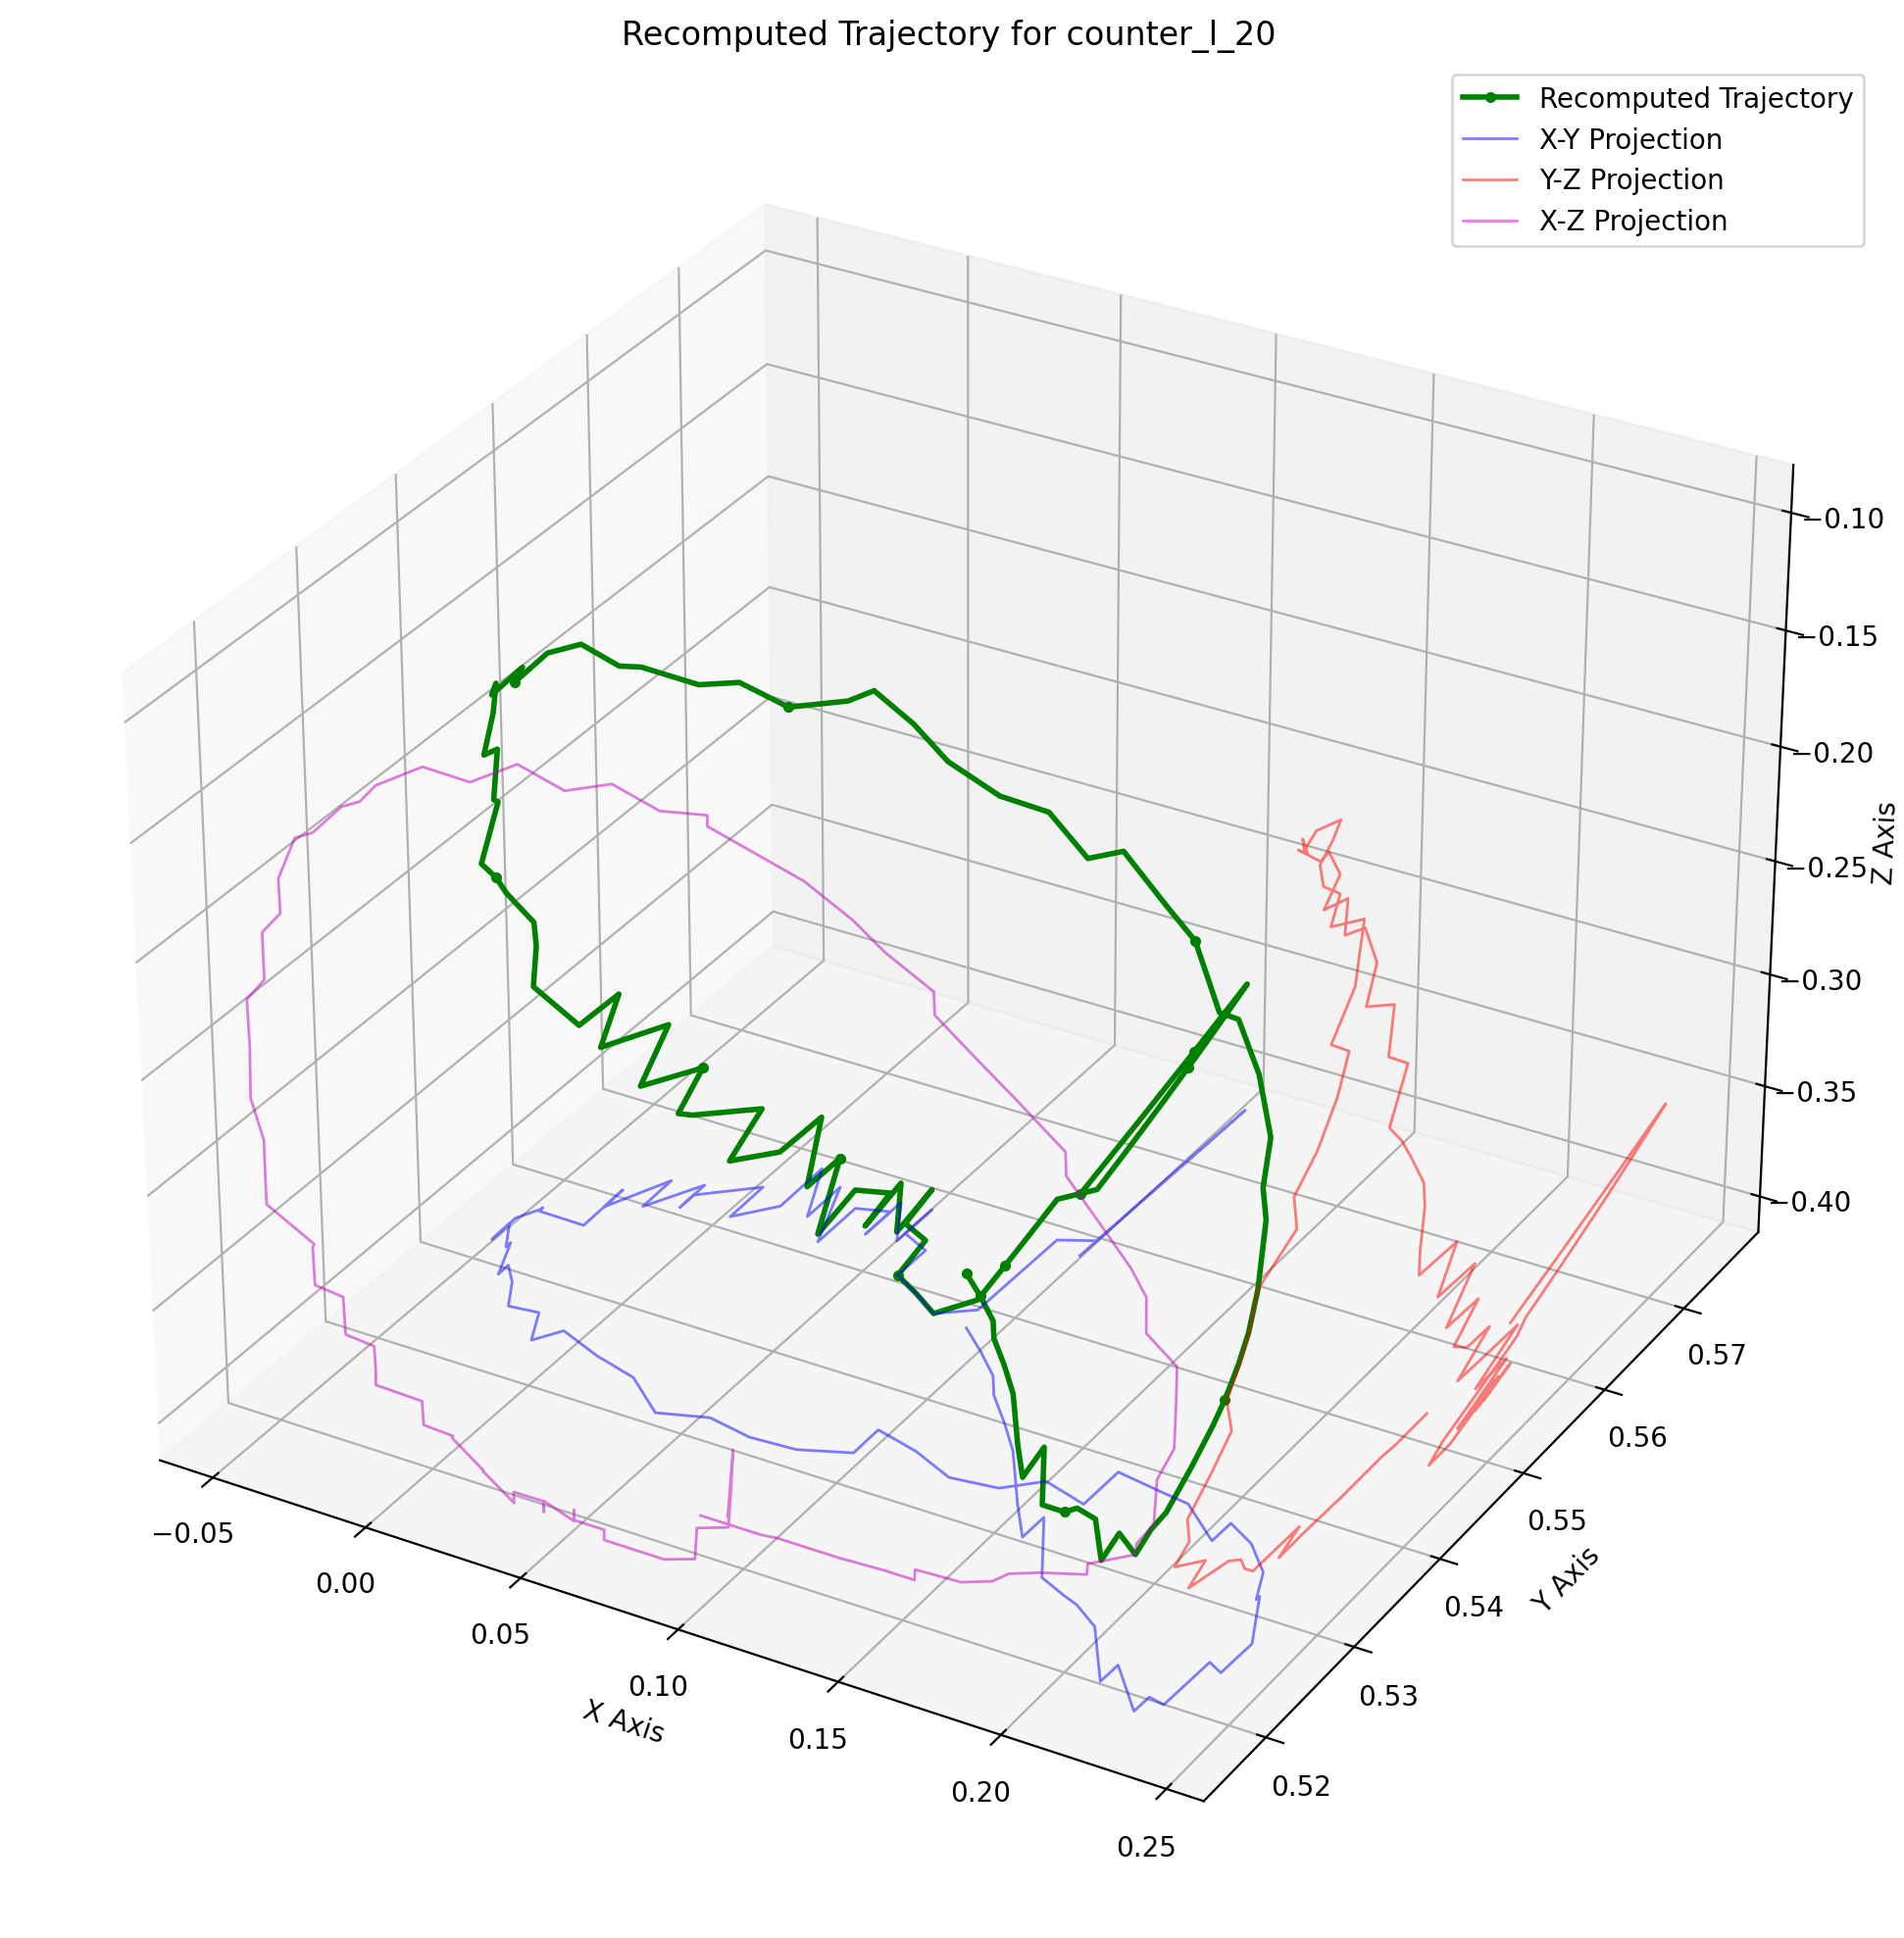 Recomputed Trajectory for counter_l_20
Recomputed Trajectory
X-Y Projection
Y-Z Projection
X-Z Projection
−0.10
−0.15
−0.20
−0.25
−0.30
−0.35
−0.40
Z Axis
0.57
0.56
0.55
0.54
0.53
0.52
Y Axis
−0.05
0.00
0.05
0.10
0.15
0.20
0.25
X Axis